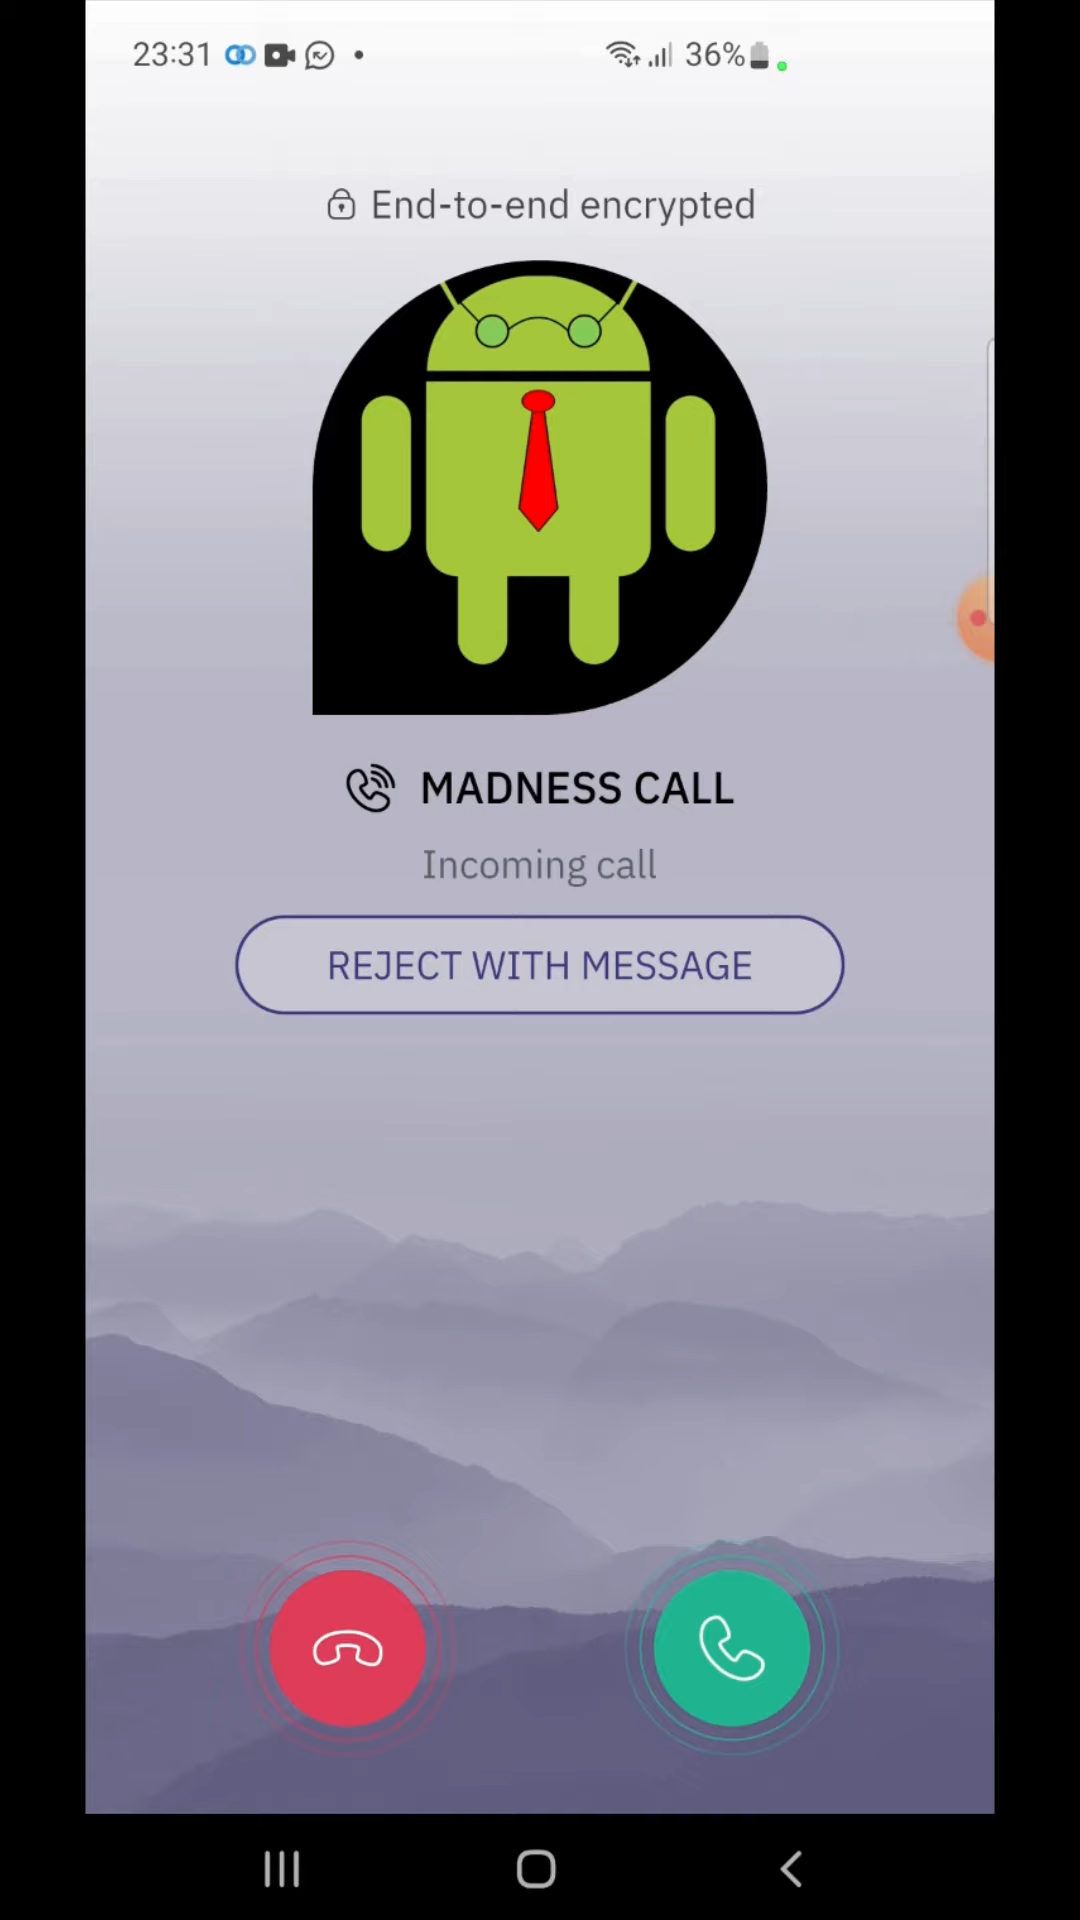 23:31
36%
End-to-end encrypted
MADNESS CALL
Incoming call
REJECT WITH MESSAGE